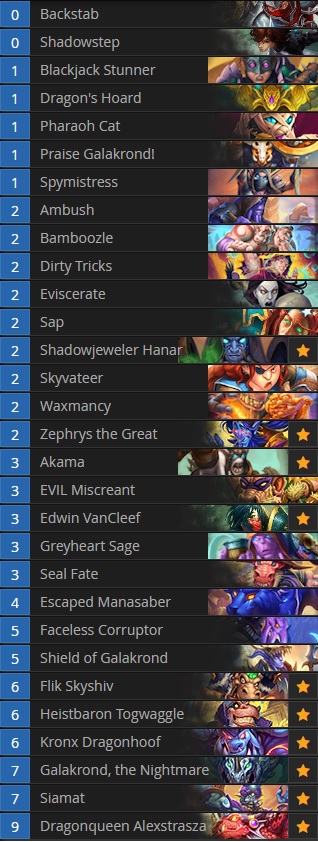 0 Backstab
0 Shadowstep
1 Blackjack Stunner
1 Dragon's Hoard
1 Pharaoh Cat
1 Praise Galakrond!
1 Spymistress
2 Ambush
2 Bamboozle
2 Dirty Tricks
2 Eviscerate
2 Sap
2 Shadowjeweler Hanar
2 Skyvateer
2 Waxmancy
2 Zephrys the Great
3 Akama
3 EVIL Miscreant
3 Edwin VanCleef
3 Greyheart Sage
3 Seal Fate
4 Escaped Manasaber
5 Faceless Corruptor
5 Shield of Galakrond
6 Flik Skyshiv
6 Heistbaron Togwaggle
6 Kronx Dragonhoof
7 Galakrond, the Nightmare
7 Siamat
9 Dragonqueen Alexstrasza